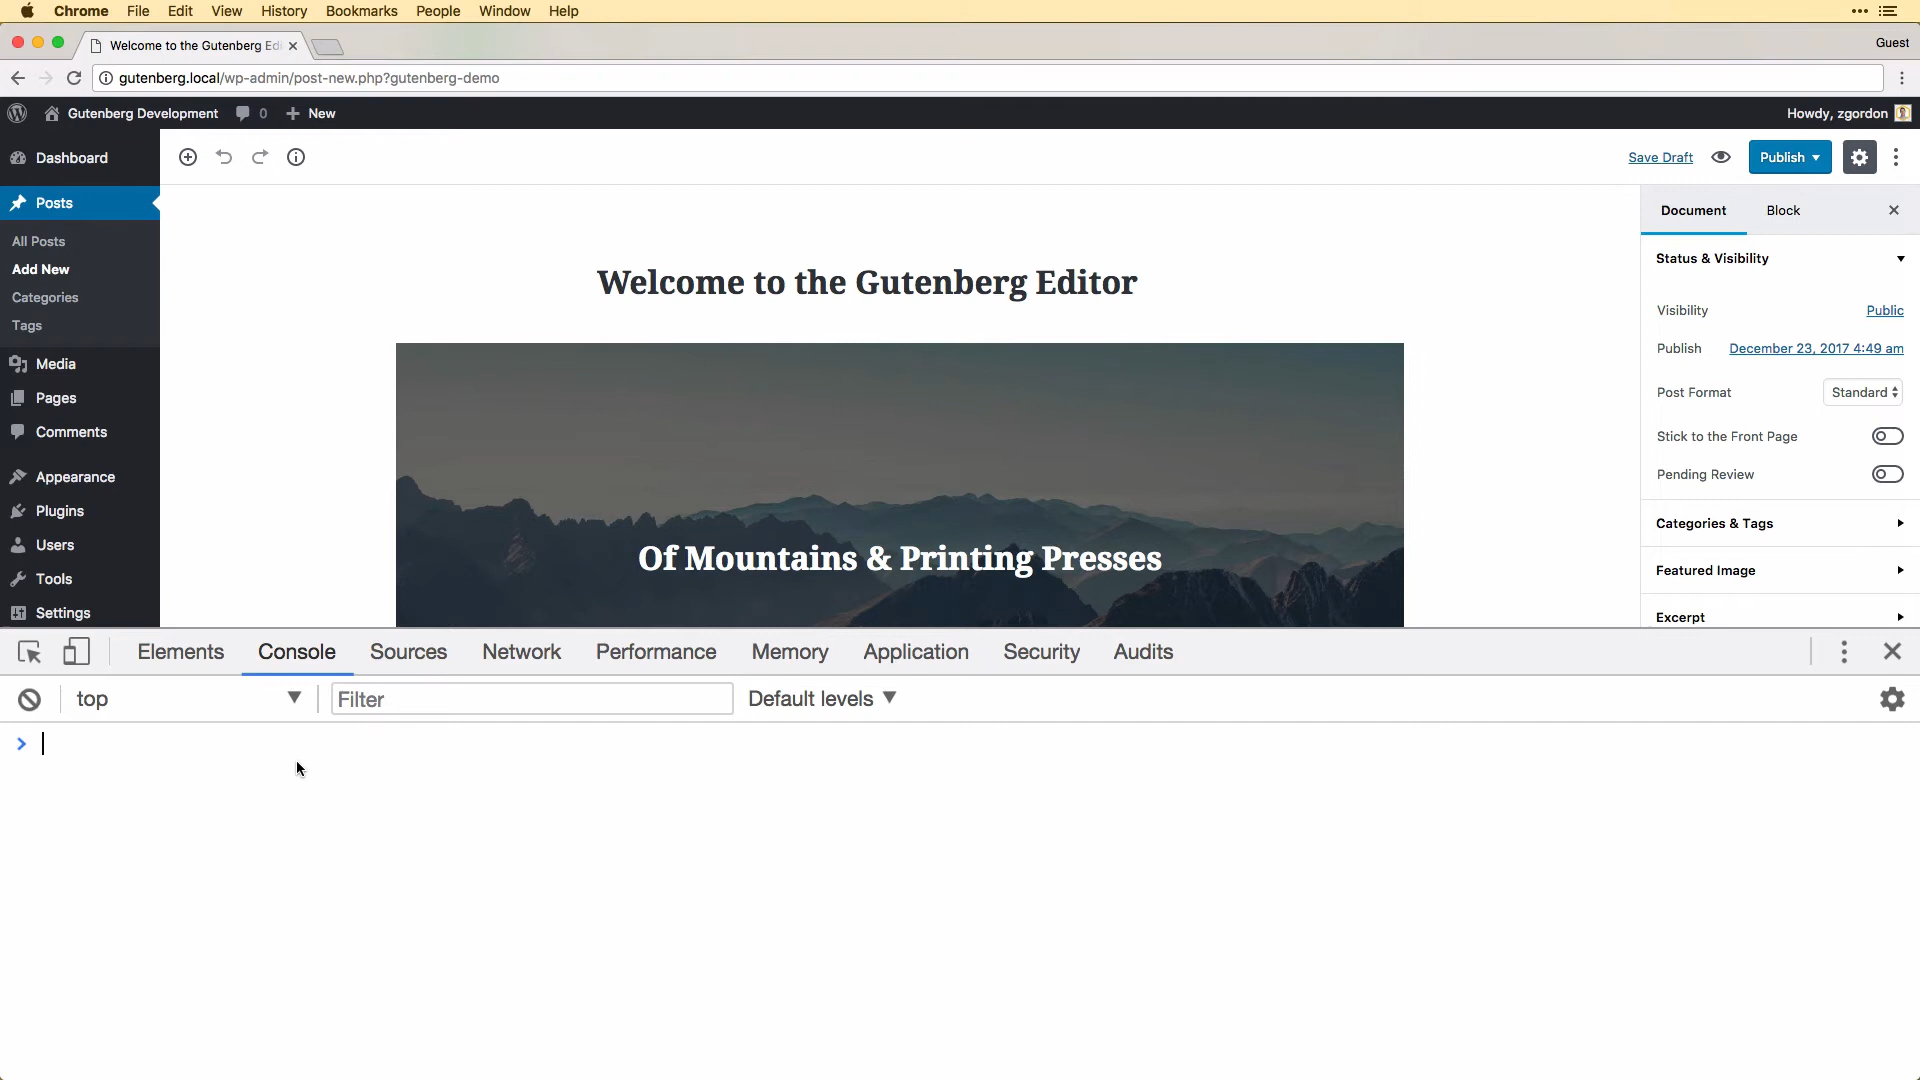 Chrome File Edit View History Bookmarks People Window Help
Welcome to the Gutenberg Edi
Guest
gutenberg.local/wp-admin/post-new.php?gutenberg-demo
Gutenberg Development 0 New
Howdy, zgordon
Dashboard
Posts
All Posts
Add New
Categories
Tags
Media
Pages
Comments
Appearance
Plugins
Users
Tools
Settings
Save Draft
Publish
Welcome to the Gutenberg Editor
Of Mountains & Printing Presses
Document Block
Status & Visibility
Visibility Public
Publish December 23, 2017 4:49 am
Post Format Standard
Stick to the Front Page
Pending Review
Categories & Tags
Featured Image
Excerpt
Elements Console Sources Network Performance Memory Application Security Audits
top Filter Default levels